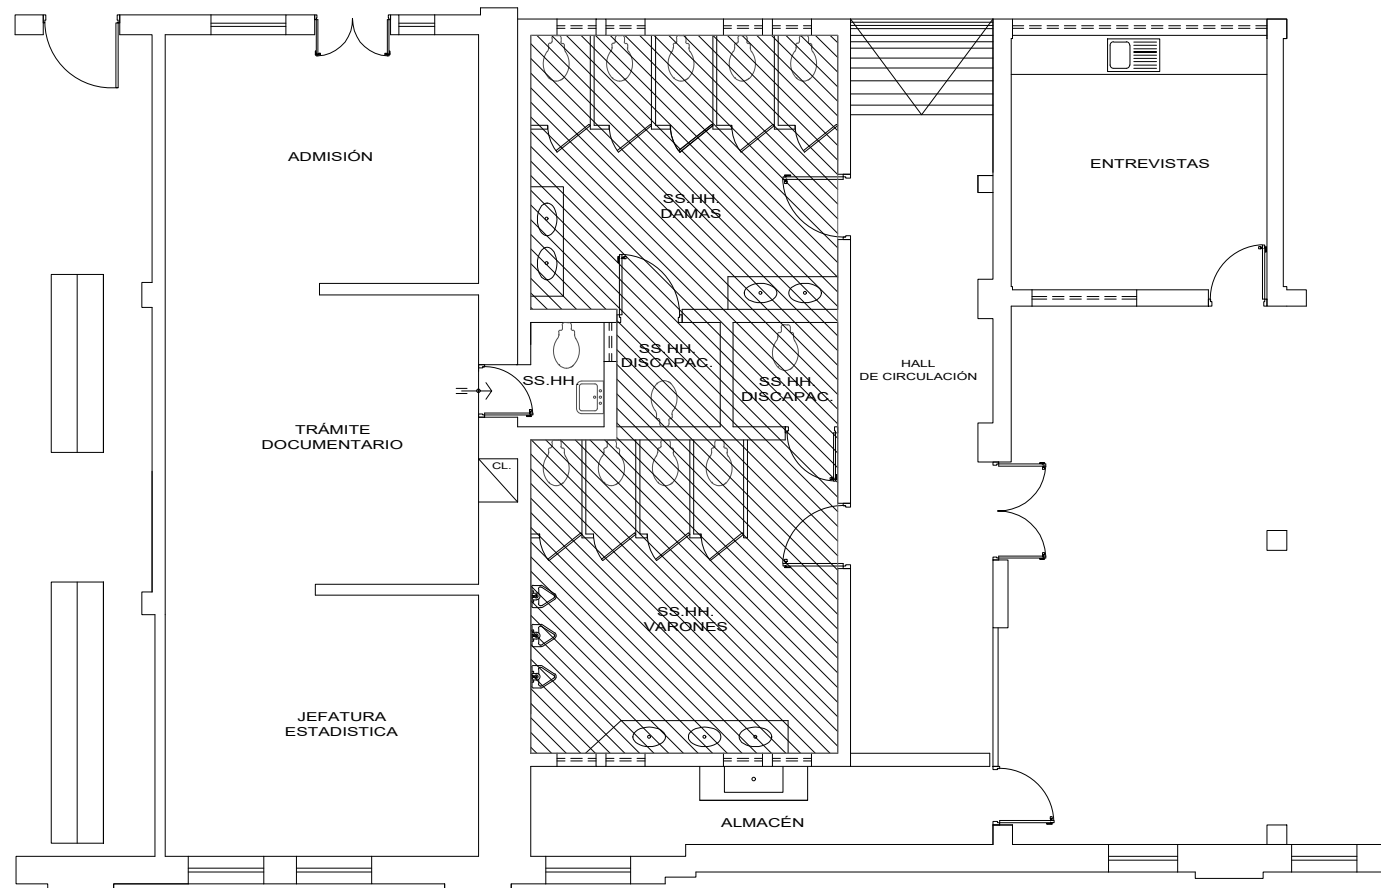 ADMISIÓN
ENTREVISTAS
SS.HH.
DAMAS
SS.HH.
DISCAPAC.
SS.HH.
SS.HH.
DISCAPAC.
HALL
DE CIRCULACIÓN
TRÁMITE
DOCUMENTARIO
CL.
SS.HH.
VARONES
JEFATURA
ESTADISTICA
ALMACÉN